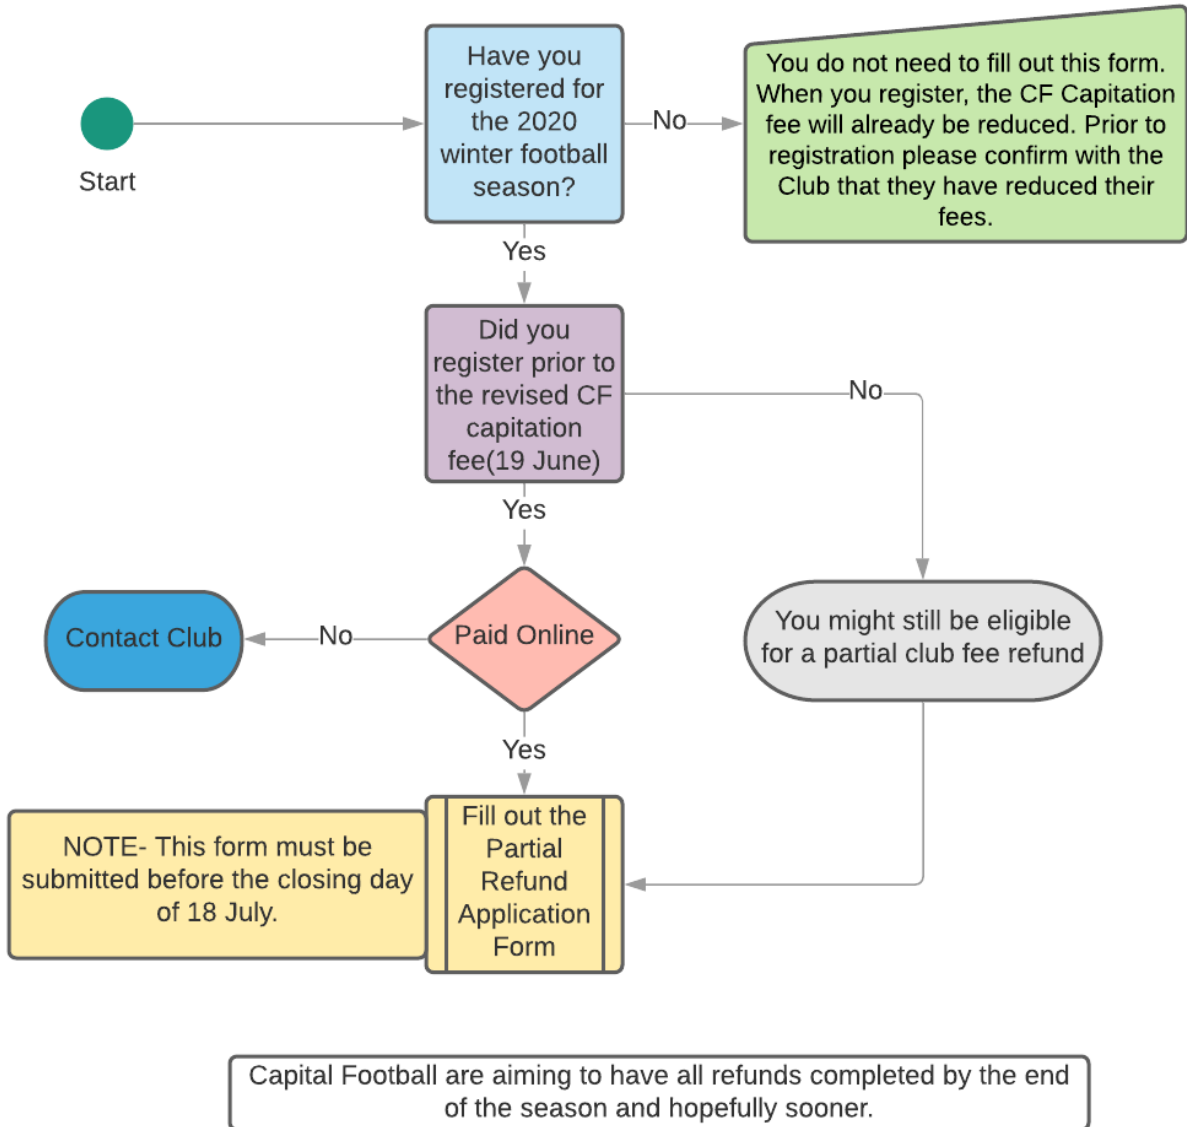 Have you
registered for
the 2020
winter football
season?
No
You do not need to fill out this form.
When you register, the CF Capitation
fee will already be reduced. Prior to
registration please confirm with the
Club that they have reduced their
fees.
Start
Yes
Did you
register prior to
the revised CF
capitation
fee(19 June)
No
Yes
Contact Club
No
Paid Online
You might still be eligible
for a partial club fee refund
Yes
NOTE- This form must be
submitted before the closing day
of 18 July.
Fill out the
Partial
Refund
Application
Form
Capital Football are aiming to have all refunds completed by the end
of the season and hopefully sooner.